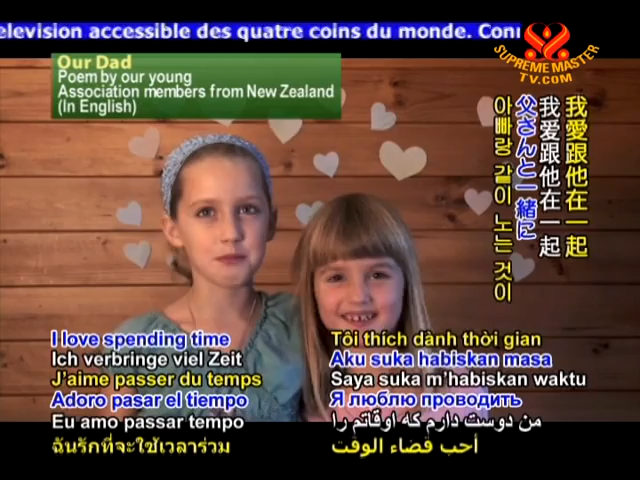 elevision accessible des quatre coins du monde. Conn
SUPREME MASTER
TV.COM
Our Dad
Poem by our young
Association members from New Zealand
(In English)
我愛跟他在一起
我爱跟他在一起
父さんと一緒に
아빠랑 같이 노는 것이
I love spending time
Ich verbringe viel Zeit
J'aime passer du temps
Adoro pasar el tiempo
Eu amo passar tempo
ฉันรักที่จะใช้เวลาร่วม
Tôi thích dành thời gian
Aku suka habiskan masa
Saya suka m'habiskan waktu
Я люблю проводить
من دوست دارم که اوقاتم را
أحب قضاء الوقت